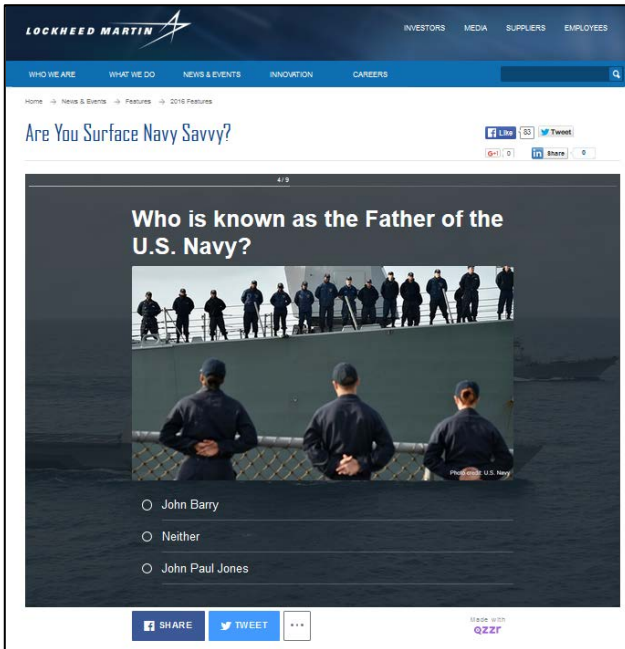 LOCKHEED MARTIN
INVESTORS MEDIA SUPPLIERS EMPLOYEES
WHO WE ARE WHAT WE DO NEWS & EVENTS INNOVATION CAREERS
Home → News & Events → Features → 2016 Features
Are You Surface Navy Savvy?
Like 83 Tweet
G+1 0 in Share 0
4/9
Who is known as the Father of the
U.S. Navy?
Photo credit: U.S. Navy
John Barry
Neither
John Paul Jones
SHARE TWEET ...
Made with
QZZR